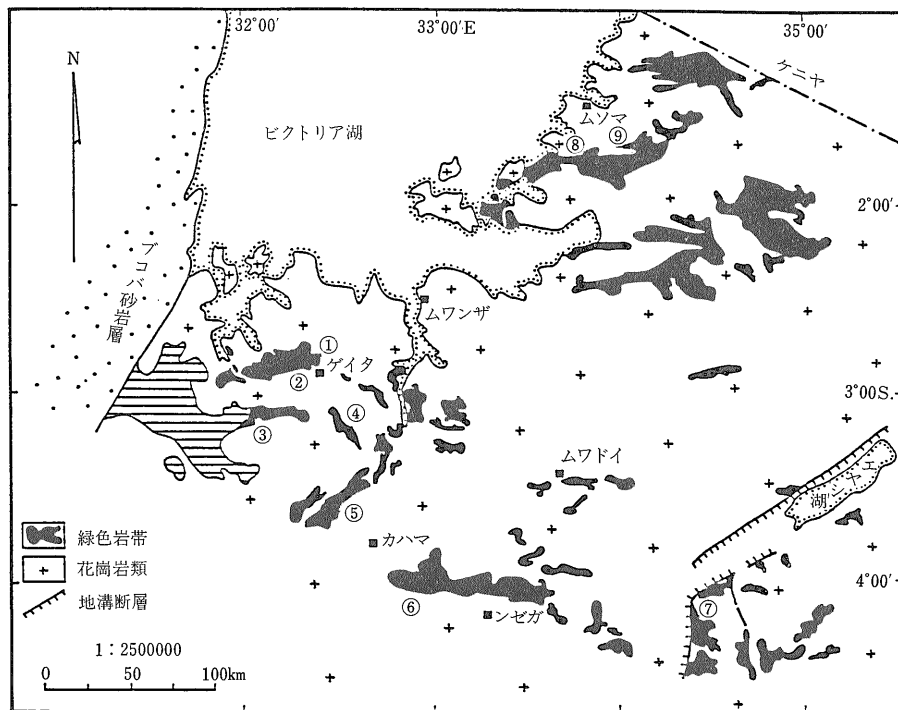 32°00′
33°00′E
35°00′
N
ケニヤ
ムソマ
⑧
⑨
ビクトリア湖
2°00′
ブコバ砂岩層
ムワンザ
①
ゲイタ
②
3°00′S.
④
③
ムワドイ
エヤシ湖
⑤
緑色岩帯
カハマ
花崗岩類
4°00′
⑥
⑦
地溝断層
ンゼガ
1：2500000
0 50 100km